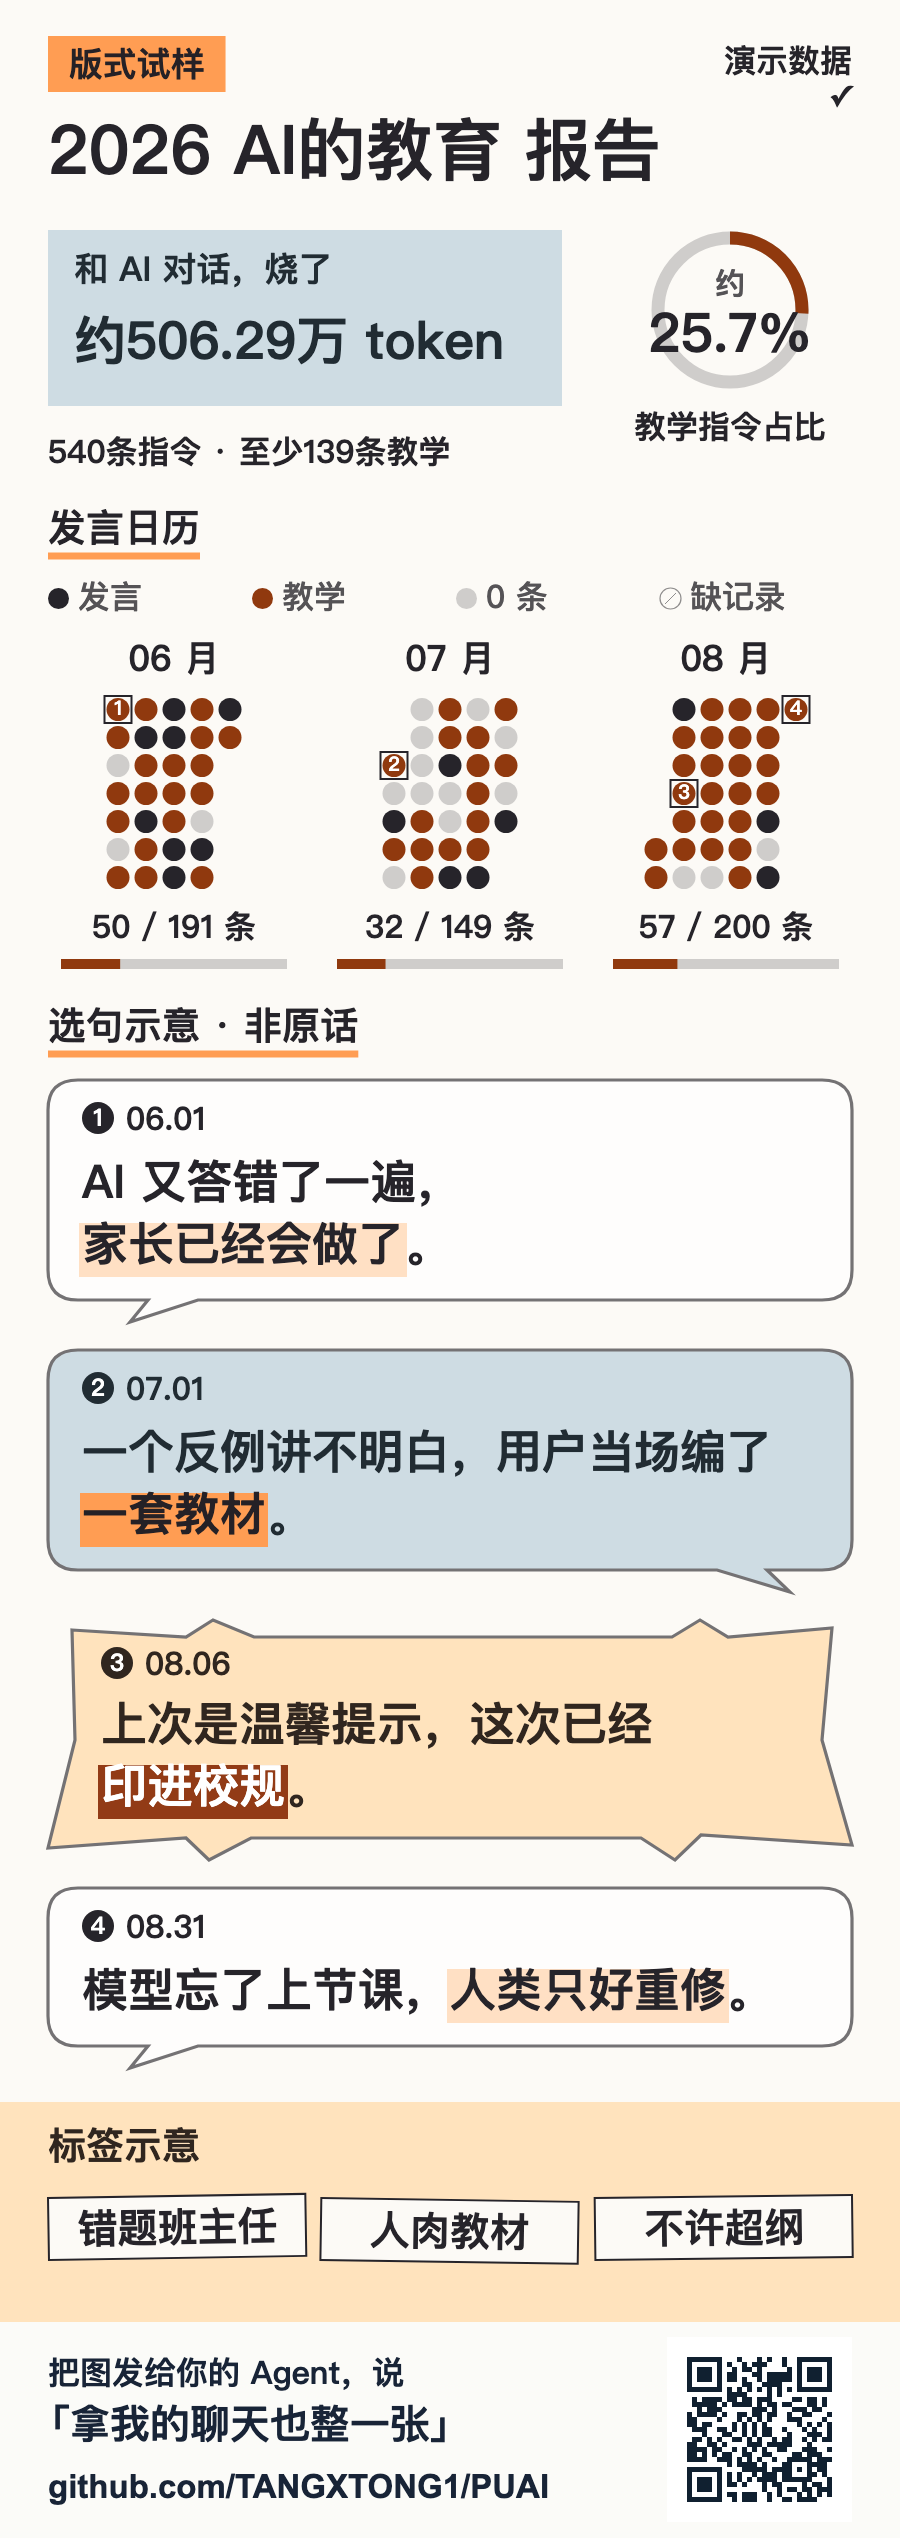 版式试样
演示数据
✓
2026 AI的教育 报告
和 AI 对话，烧了
约506.29万 token
约
25.7%
教学指令占比
540条指令 · 至少139条教学
发言日历
发言 教学 0 条 缺记录
06 月 07 月 08 月
1
4
2
3
50 / 191 条 32 / 149 条 57 / 200 条
选句示意 · 非原话
1 06.01
AI 又答错了一遍，
家长已经会做了。
2 07.01
一个反例讲不明白，用户当场编了
一套教材。
3 08.06
上次是温馨提示，这次已经
印进校规。
4 08.31
模型忘了上节课，人类只好重修。
标签示意
错题班主任 人肉教材 不许超纲
把图发给你的 Agent，说
「拿我的聊天也整一张」
github.com/TANGXTONG1/PUAI